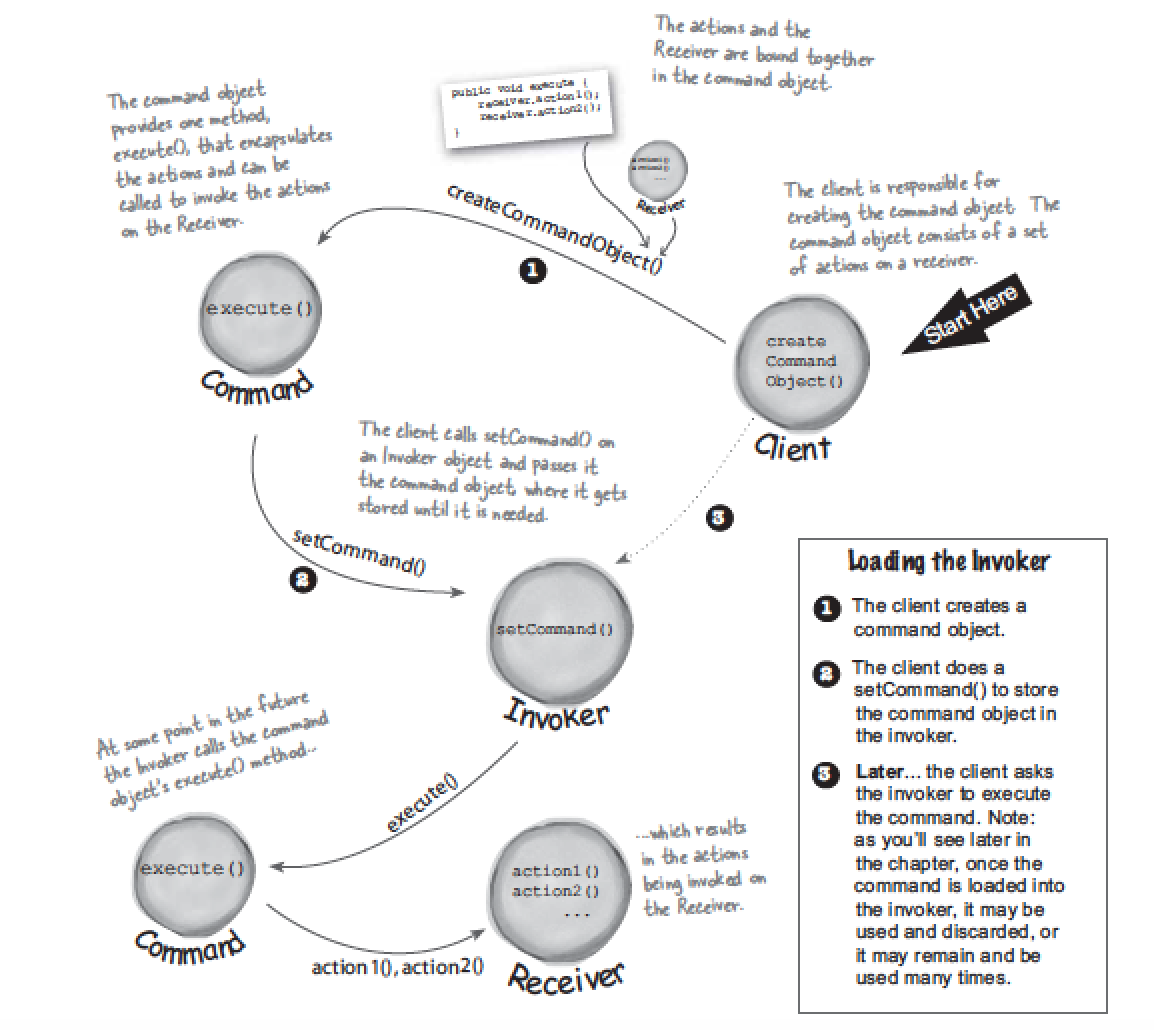 The actions and the
Receiver are bound together
in the command object.
public void execute {
receiver.action1();
receiver.action2();
}
The command object
provides one method,
execute(), that encapsulates
the actions and can be
called to invoke the actions
on the Receiver.
...
Receiver
createCommandObject()
1
The client is responsible for
creating the command object. The
command object consists of a set
of actions on a receiver.
Start Here
execute()
Command
create
Command
Object()
Client
The client calls setCommand() on
an Invoker object and passes it
the command object, where it gets
stored until it is needed.
3
setCommand()
2
setCommand()
Invoker
Loading the Invoker
1 The client creates a
command object.
2 The client does a
setCommand() to store
the command object in
the invoker.
3 Later... the client asks
the invoker to execute
the command. Note:
as you'll see later in
the chapter, once the
command is loaded into
the invoker, it may be
used and discarded, or
it may remain and be
used many times.
At some point in the future
the Invoker calls the command
object's execute() method...
execute()
execute()
Command
action1()
action2()
...
Receiver
...which results
in the actions
being invoked on
the Receiver.
action1(), action2()